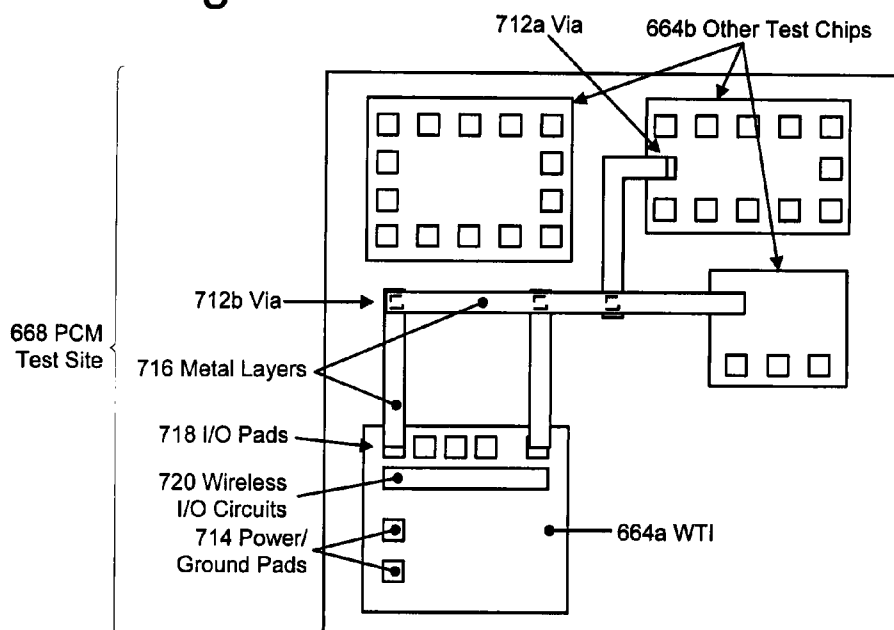 712a Via
664b Other Test Chips
712b Via
668 PCM
Test Site
716 Metal Layers
718 I/O Pads
720 Wireless
I/O Circuits
714 Power/
Ground Pads
664a WTI